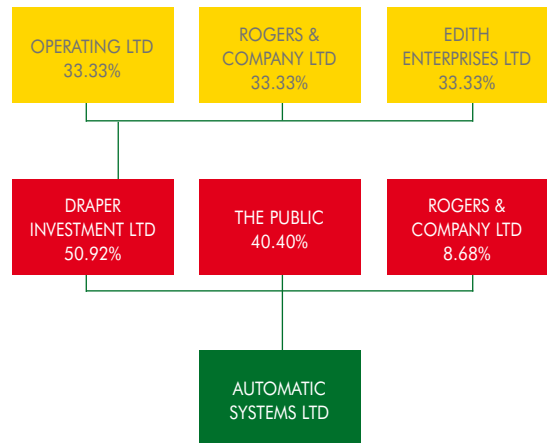 OPERATING LTD
33.33%
ROGERS &
COMPANY LTD
33.33%
EDITH
ENTERPRISES LTD
33.33%
DRAPER
INVESTMENT LTD
50.92%
THE PUBLIC
40.40%
ROGERS &
COMPANY LTD
8.68%
AUTOMATIC
SYSTEMS LTD